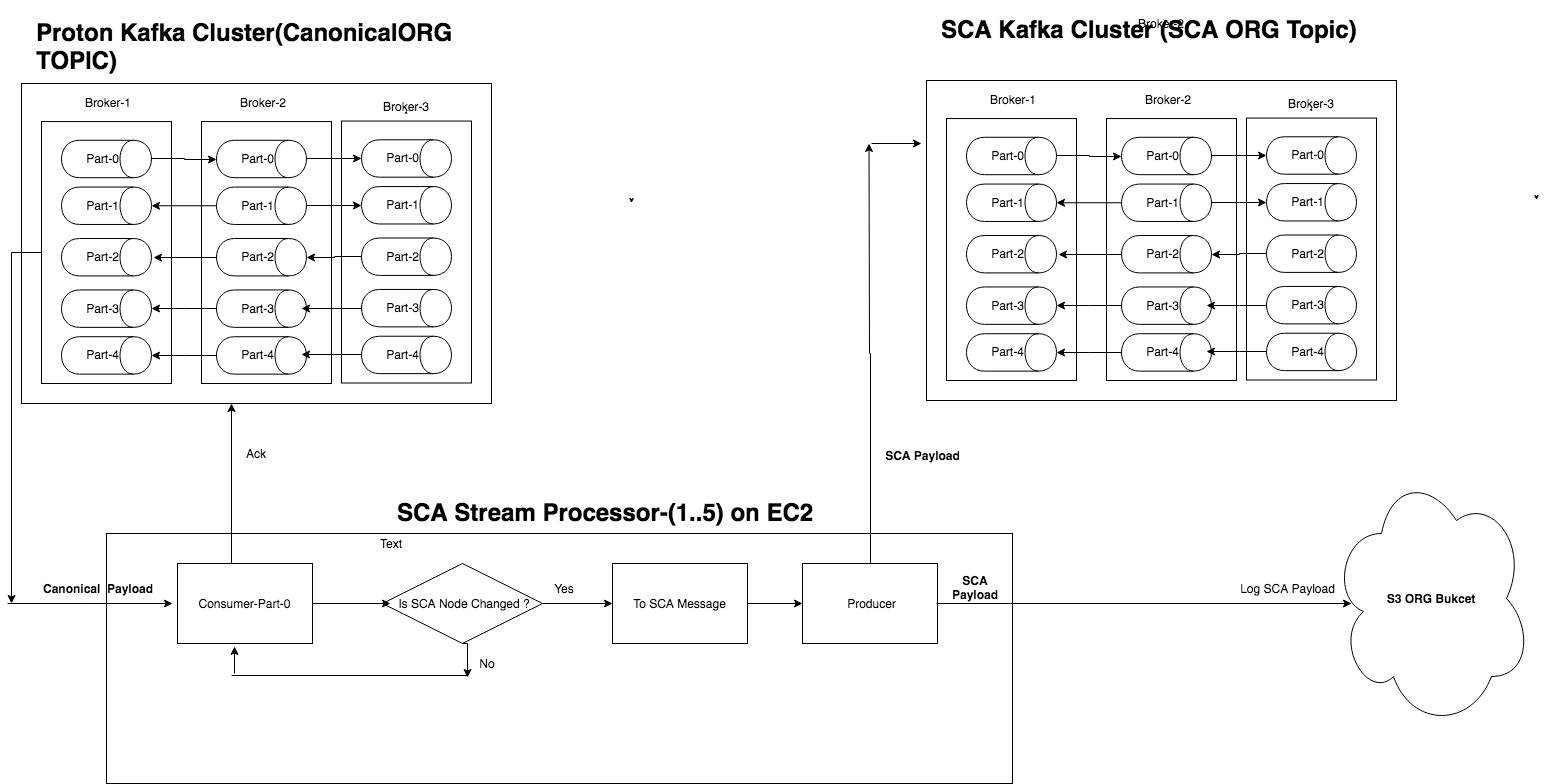 Proton Kafka Cluster(CanonicalORG
TOPIC)
Broker-1
Broker-2
Broker-3
Part-0
Part-0
Part-0
Part-1
Part-1
Part-1
Part-2
Part-2
Part-2
Part-3
Part-3
Part-3
Part-4
Part-4
Part-4
Broker-2
SCA Kafka Cluster (SCA ORG Topic)
Broker-1
Broker-2
Broker-3
Part-0
Part-0
Part-0
Part-1
Part-1
Part-1
Part-2
Part-2
Part-2
Part-3
Part-3
Part-3
Part-4
Part-4
Part-4
Ack
SCA Payload
SCA Stream Processor-(1..5) on EC2
Text
Canonical Payload
Consumer-Part-0
Is SCA Node Changed ?
Yes
No
To SCA Message
Producer
SCA
Payload
Log SCA Payload
S3 ORG Bukcet